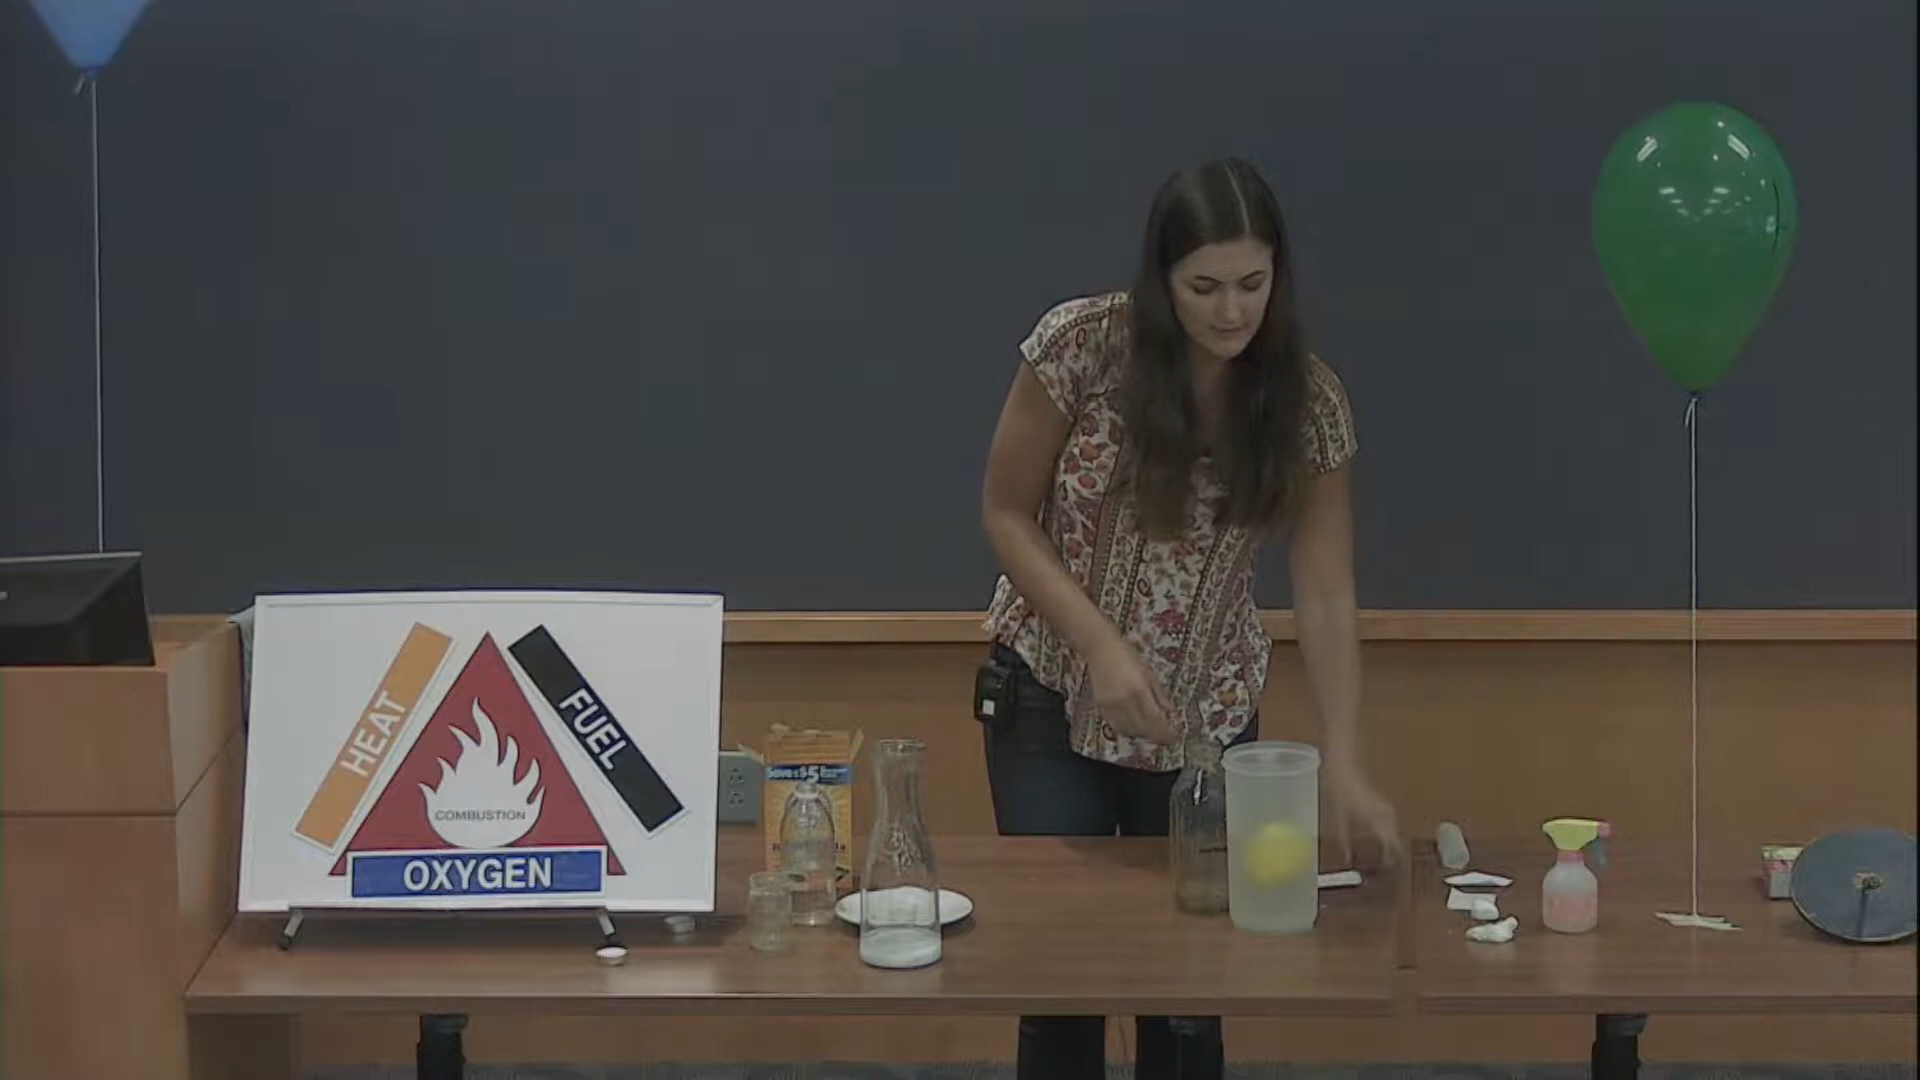 HEAT
FUEL
COMBUSTION
OXYGEN
Save $5